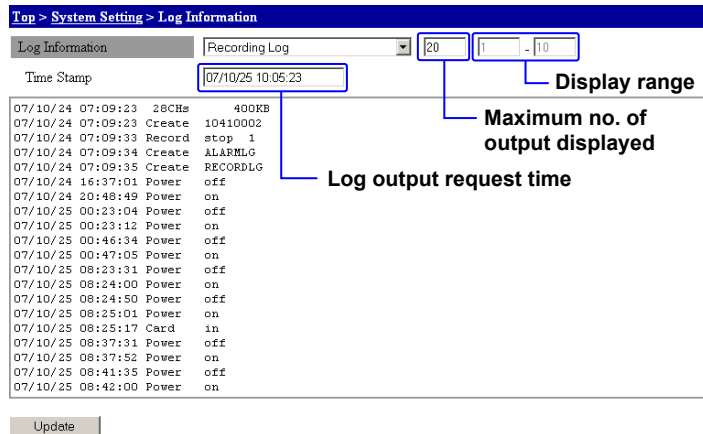 Top > System Setting > Log Information
Log Information Recording Log 20 1 - 10
Display range
Time Stamp 07/10/25 10:05:23
Maximum no. of
output displayed
Log output request time
07/10/24 07:09:23 28CHs 400KB
07/10/24 07:09:23 Create 10410002
07/10/24 07:09:33 Record stop 1
07/10/24 07:09:34 Create ALARMLG
07/10/24 07:09:35 Create RECORDLG
07/10/24 16:37:01 Power off
07/10/24 20:48:49 Power on
07/10/25 00:23:04 Power off
07/10/25 00:23:12 Power on
07/10/25 00:46:34 Power off
07/10/25 00:47:05 Power on
07/10/25 08:23:31 Power off
07/10/25 08:24:00 Power on
07/10/25 08:24:50 Power off
07/10/25 08:25:01 Power on
07/10/25 08:25:17 Card in
07/10/25 08:37:31 Power off
07/10/25 08:37:52 Power on
07/10/25 08:41:35 Power off
07/10/25 08:42:00 Power on
Update